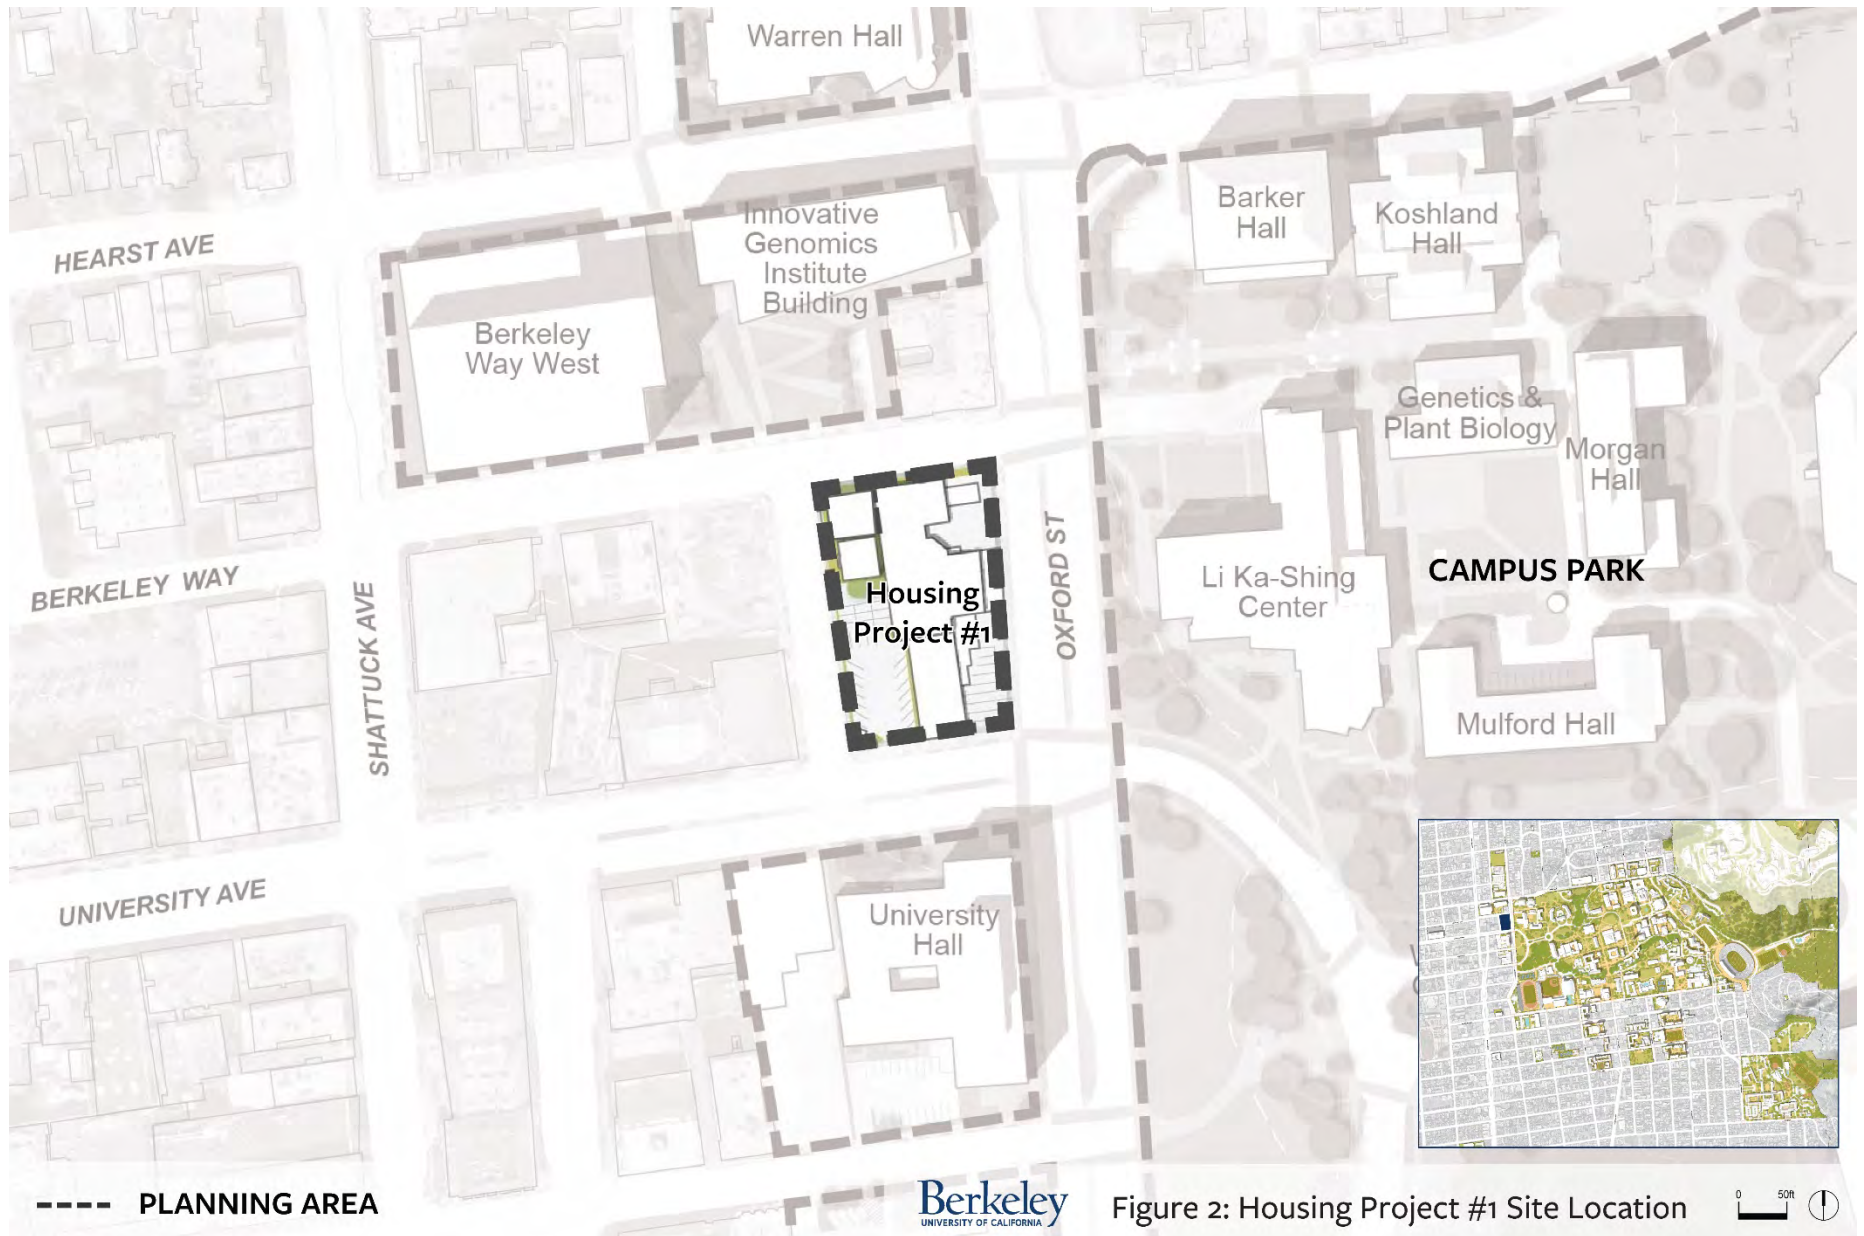 Warren Hall
Innovative
Genomics
Institute
Building
Barker
Hall
Koshland
Hall
HEARST AVE
Berkeley
Way West
Genetics &
Plant Biology
Morgan
Hall
BERKELEY WAY
SHATTUCK AVE
Housing
Project #1
OXFORD ST
Li Ka-Shing
Center
CAMPUS PARK
Mulford Hall
UNIVERSITY AVE
University
Hall
PLANNING AREA
Berkeley
UNIVERSITY OF CALIFORNIA
Figure 2: Housing Project #1 Site Location
0 50ft